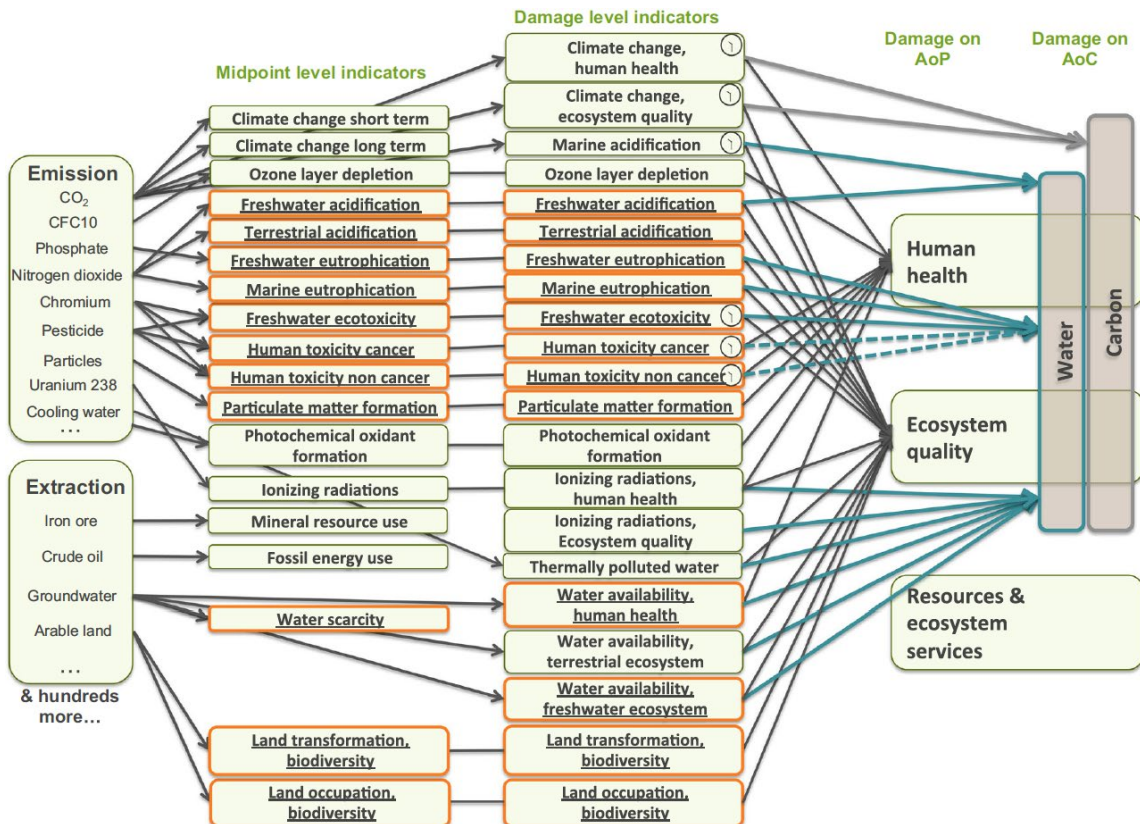 Damage level indicators
Midpoint level indicators
Damage on
AoP
Damage on
AoC
Emission
CO₂
CFC10
Phosphate
Nitrogen dioxide
Chromium
Pesticide
Particles
Uranium 238
Cooling water
…
Extraction
Iron ore
Crude oil
Groundwater
Arable land
…
& hundreds
more…
Climate change short term
Climate change long term
Ozone layer depletion
Freshwater acidification
Terrestrial acidification
Freshwater eutrophication
Marine eutrophication
Freshwater ecotoxicity
Human toxicity cancer
Human toxicity non cancer
Particulate matter formation
Photochemical oxidant
formation
Ionizing radiations
Mineral resource use
Fossil energy use
Water scarcity
Land transformation,
biodiversity
Land occupation,
biodiversity
Climate change,
human health
Climate change,
ecosystem quality
Marine acidification
Ozone layer depletion
Freshwater acidification
Terrestrial acidification
Freshwater eutrophication
Marine eutrophication
Freshwater ecotoxicity
Human toxicity cancer
Human toxicity non cancer
Particulate matter formation
Photochemical oxidant
formation
Ionizing radiations,
human health
Ionizing radiations,
Ecosystem quality
Thermally polluted water
Water availability,
human health
Water availability,
terrestrial ecosystem
Water availability,
freshwater ecosystem
Land transformation,
biodiversity
Land occupation,
biodiversity
Human
health
Ecosystem
quality
Resources &
ecosystem
services
Water
Carbon